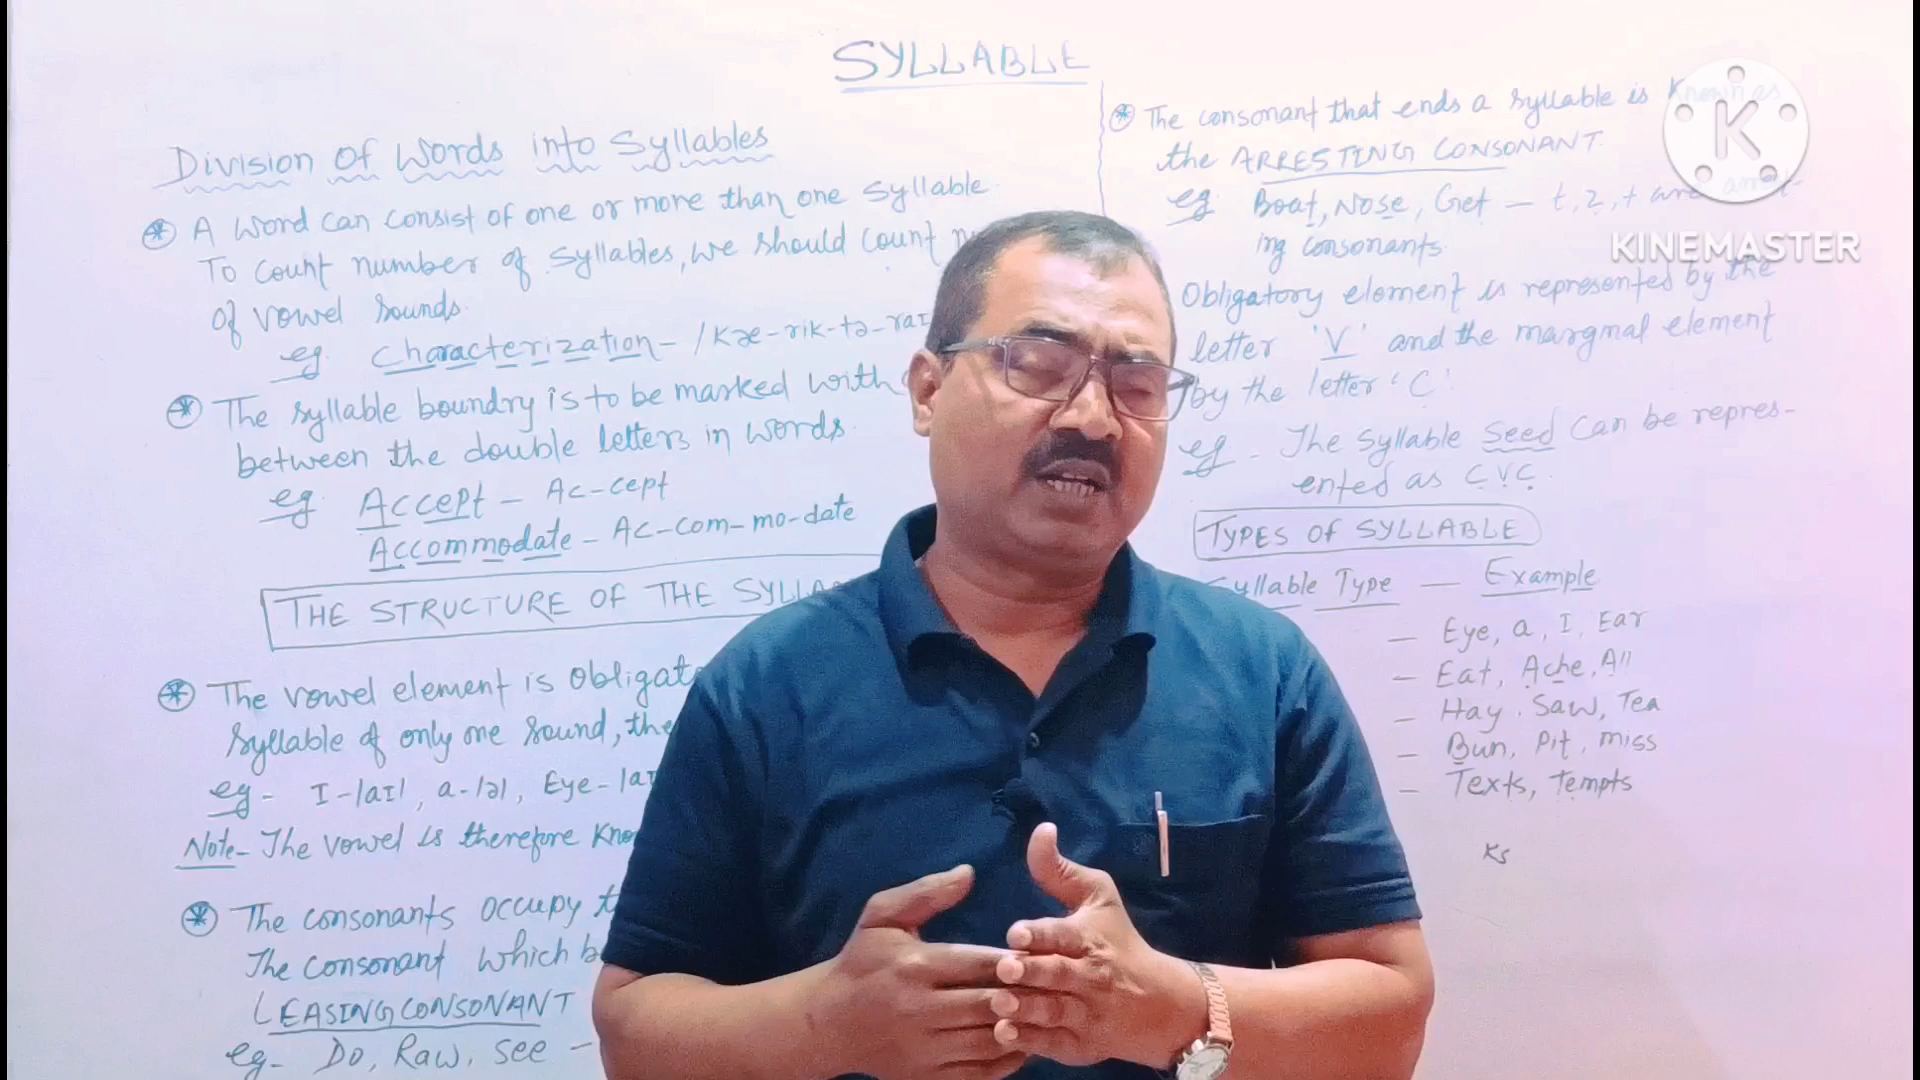 SYLLABLE
Division of Words into Syllables
* A word can consist of one or more than one syllable.
To count number of syllables, we should count
of vowel sounds.
eg. Characterization - /Kæ-rik-tə-raɪ
* The syllable boundry is to be marked with
between the double letters in words.
eg. Accept - Ac-cept
Accommodate - Ac-com-mo-date
THE STRUCTURE OF THE
* The vowel element is
syllable of only one sound, the
eg - I-/aɪ/, a-/ə/, Eye-/aɪ
Note- The vowel is therefore
* The consonants occupy
The consonant which
LEASING CONSONANT
eg- Do, Raw, see -
* The consonant that ends a syllable is Known as
the ARRESTING CONSONANT.
eg. Boat, Nose, Get - t, z, t are
ing consonants.
Obligatory element is represented by the
letter 'V' and the marginal element
by the letter 'C'.
eg - The syllable Seed can be repres-
ented as CVC.
TYPES OF SYLLABLE
Syllable Type - Example
- Eye, a, I, Ear
- Eat, Ache, All
- Hay. Saw, Tea
- Bun, Pit, miss
- Texts, Tempts
Ks
K
KINEMASTER